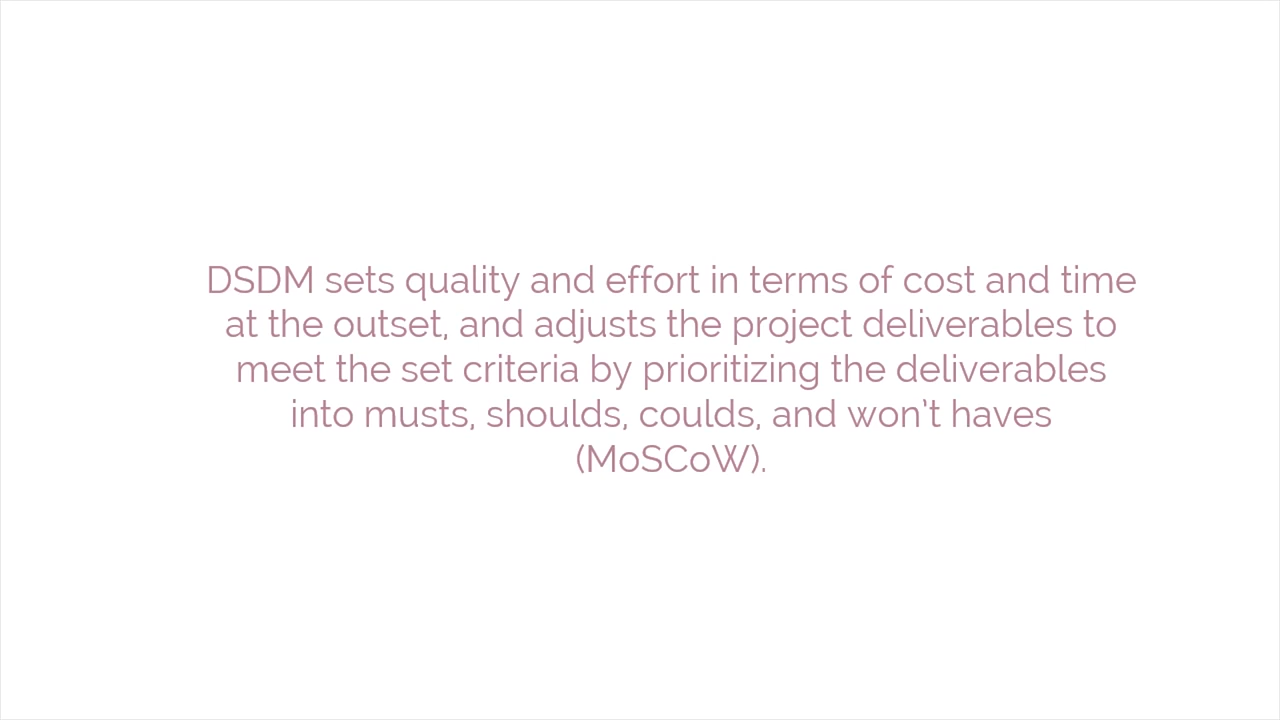 DSDM sets quality and effort in terms of cost and time
at the outset, and adjusts the project deliverables to
meet the set criteria by prioritizing the deliverables
into musts, shoulds, coulds, and won’t haves
(MoSCoW).